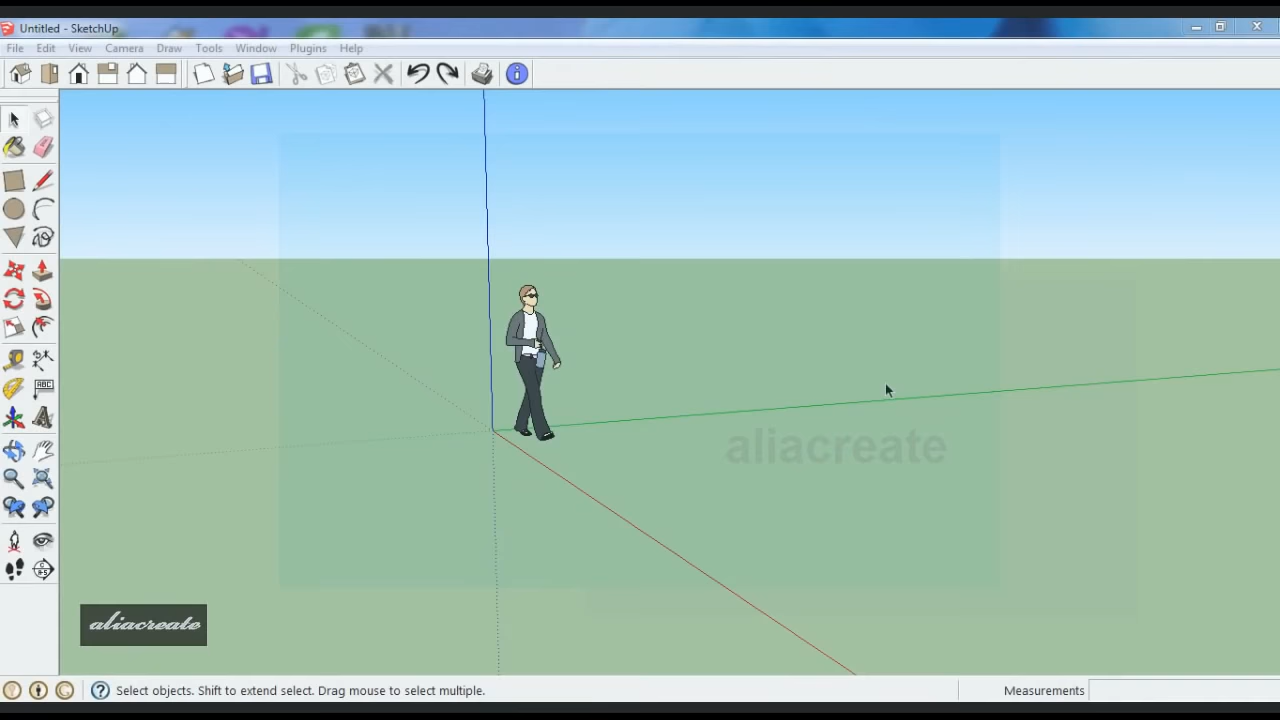 Untitled - SketchUp
File Edit View Camera Draw Tools Window Plugins Help
ABC
A
aliacreate
aliacreate
Select objects. Shift to extend select. Drag mouse to select multiple.
Measurements